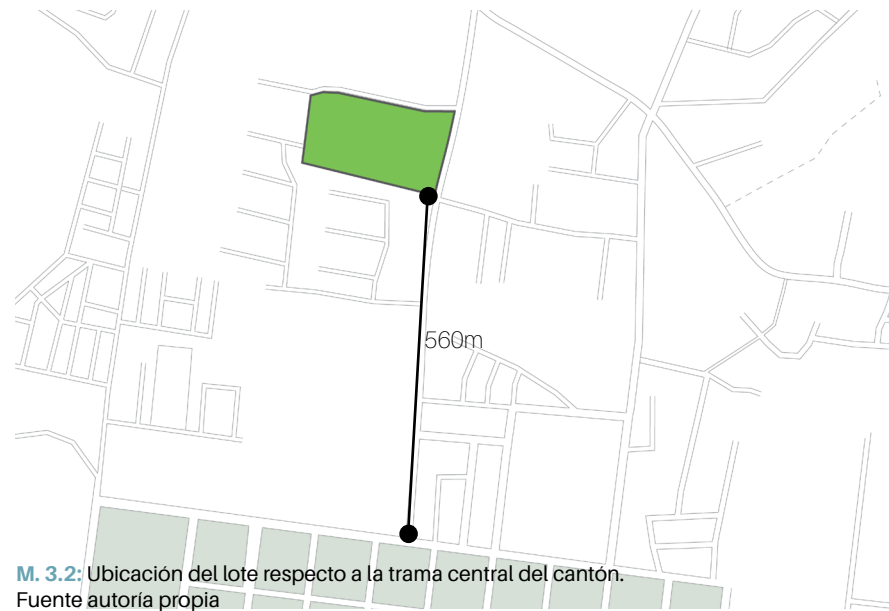 560m
M. 3.2: Ubicación del lote respecto a la trama central del cantón.
Fuente autoría propia